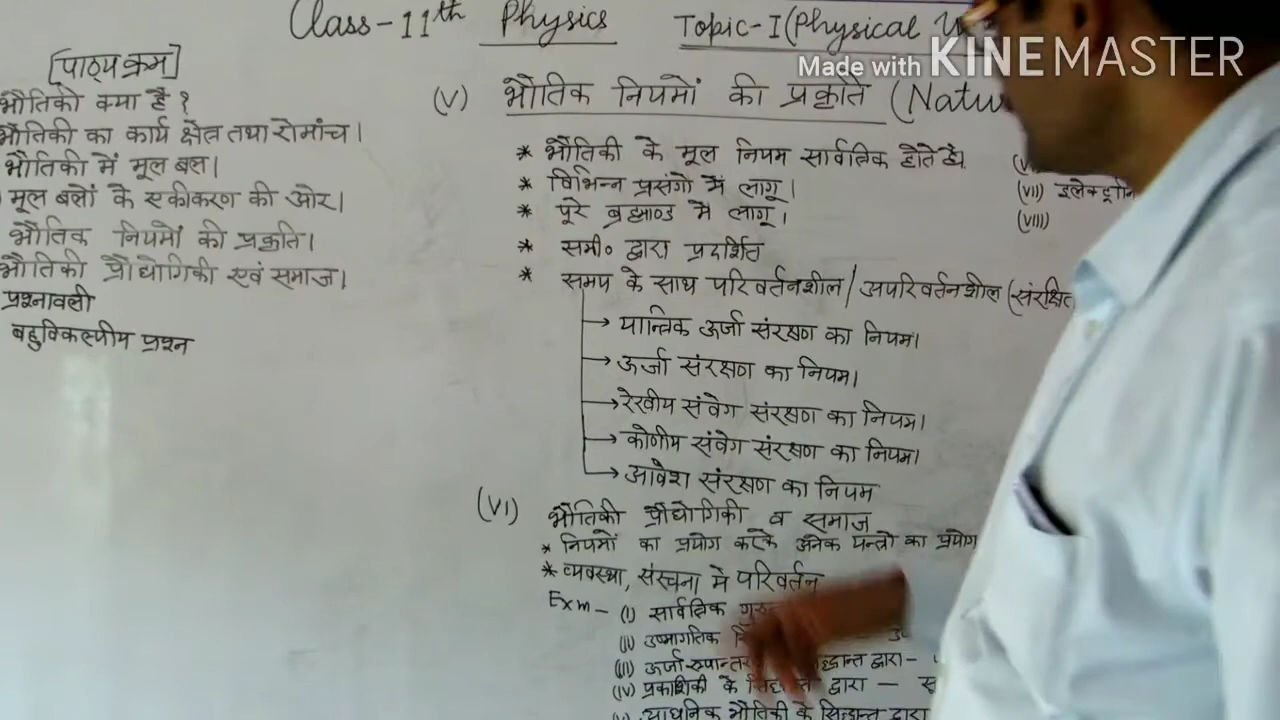 Class-11th Physics Topic-I (Physical
Made with KINEMASTER
[पाठ्यक्रम]
भौतिकी क्या है ?
भौतिकी का कार्य क्षेत्र तथा रोमांच।
भौतिकी में मूल बल।
मूल बलों के एकीकरण की ओर।
भौतिक नियमों की प्रकृति।
भौतिकी प्रौद्योगिकी एवं समाज।
प्रश्नावली
बहुविकल्पीय प्रश्न
(V) भौतिक नियमों की प्रकृति (Natu
* भौतिकी के मूल नियम सार्वत्रिक होते है।
* विभिन्न प्रसंगो में लागू।
* पूरे ब्रह्माण्ड मे लागू।
* समी० द्वारा प्रदर्शित
* समय के साथ परिवर्तनशील / अपरिवर्तनशील (संरक्षित
→ यान्त्रिक ऊर्जा संरक्षण का नियम।
→ ऊर्जा संरक्षण का नियम।
→ रेखीय संवेग संरक्षण का नियम।
→ कोणीय संवेग संरक्षण का नियम।
→ आवेश संरक्षण का नियम
(VI) भौतिकी प्रौद्योगिकी व समाज
* नियमों का प्रयोग करके अनेक यन्त्रो का प्रयोग
* व्यवस्था, संरचना मे परिवर्तन
Exm - (I) सार्वत्रिक
(II) उष्मागतिक
(III) ऊर्जा रुपान्तर द्वारा -
(IV) प्रकाशिकी के द्वारा —
आधुनिक भौतिकी के सिद्धान्त द्वारा
(VII) इलेक्ट्रॉनि
(VIII)